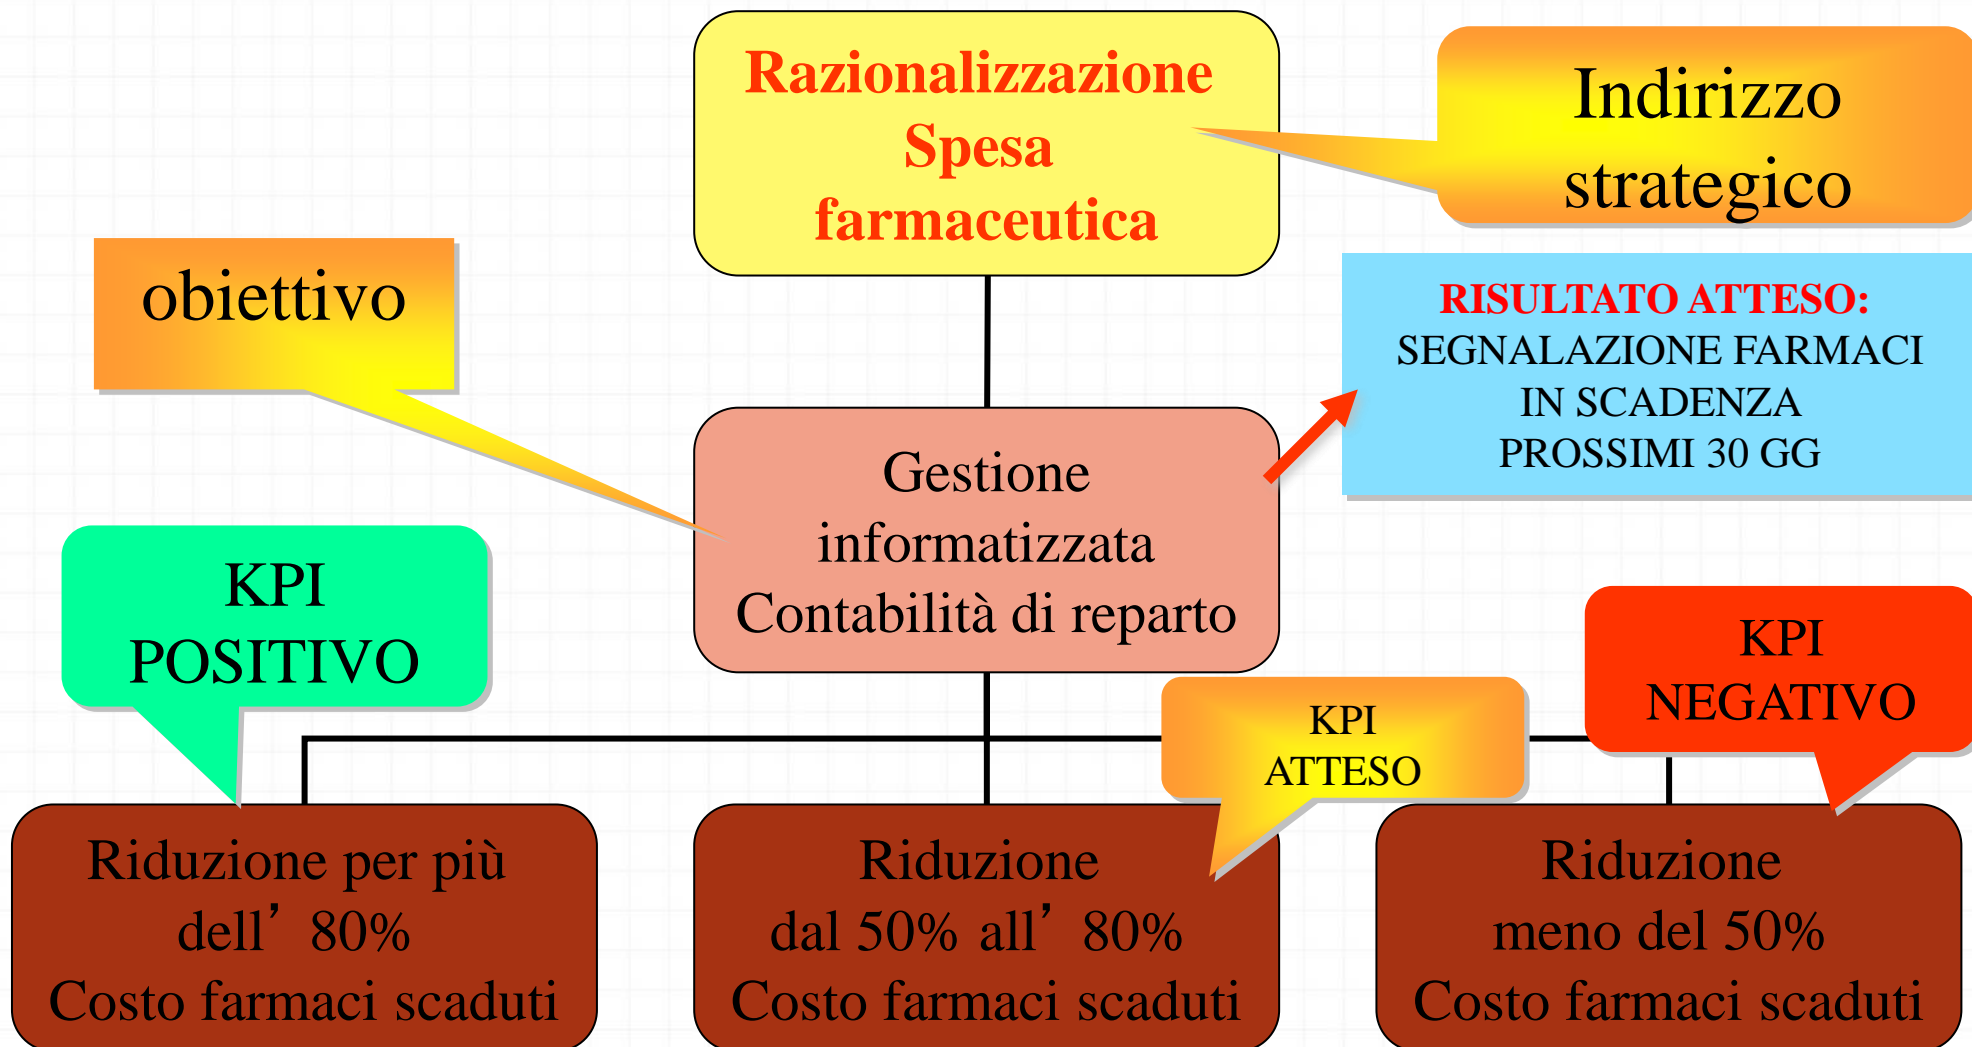 Razionalizzazione
Spesa
farmaceutica
Indirizzo
strategico
obiettivo
RISULTATO ATTESO:
SEGNALAZIONE FARMACI
IN SCADENZA
PROSSIMI 30 GG
Gestione
informatizzata
Contabilità di reparto
KPI
POSITIVO
KPI
ATTESO
KPI
NEGATIVO
Riduzione per più
dell’ 80%
Costo farmaci scaduti
Riduzione
dal 50% all’ 80%
Costo farmaci scaduti
Riduzione
meno del 50%
Costo farmaci scaduti